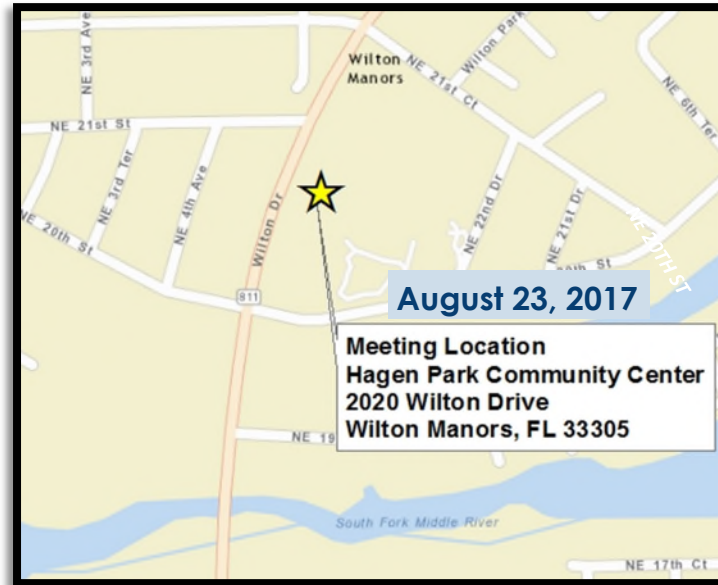 NE 3rd Ave
Wilton
Manors
Wilton Park
NE 21st Ct
NE 6th Ter
NE 21st St
NE 3rd Ter
NE 4th Ave
NE 20th St
Wilton Dr
NE 22nd Dr
NE 21st Dr
NE 20TH ST
20th St
811
August 23, 2017
Meeting Location
Hagen Park Community Center
2020 Wilton Drive
Wilton Manors, FL 33305
NE 19
South Fork Middle River
NE 17th Ct